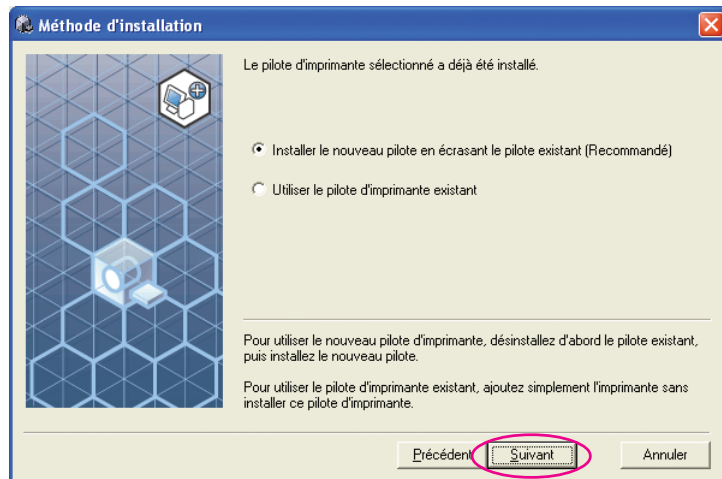 Méthode d'installation
Le pilote d'imprimante sélectionné a déjà été installé.
Installer le nouveau pilote en écrasant le pilote existant (Recommandé)
Utiliser le pilote d'imprimante existant
Pour utiliser le nouveau pilote d'imprimante, désinstallez d'abord le pilote existant,
puis installez le nouveau pilote.
Pour utiliser le pilote d'imprimante existant, ajoutez simplement l'imprimante sans
installer ce pilote d'imprimante.
Précédent Suivant Annuler